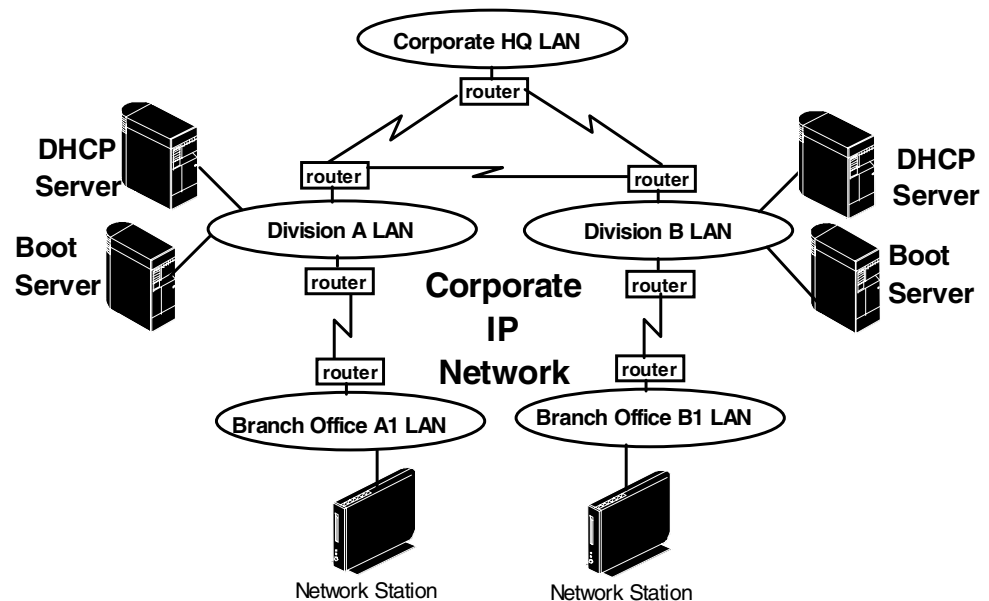 Corporate HQ LAN
router
DHCP
Server
router
router
DHCP
Server
Division A LAN
Division B LAN
Boot
Server
Boot
Server
router
Corporate
IP
Network
router
router
router
Branch Office A1 LAN
Branch Office B1 LAN
Network Station
Network Station